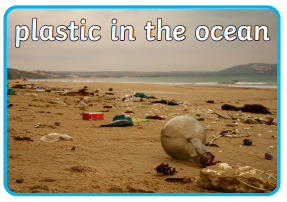 plastic in the ocean